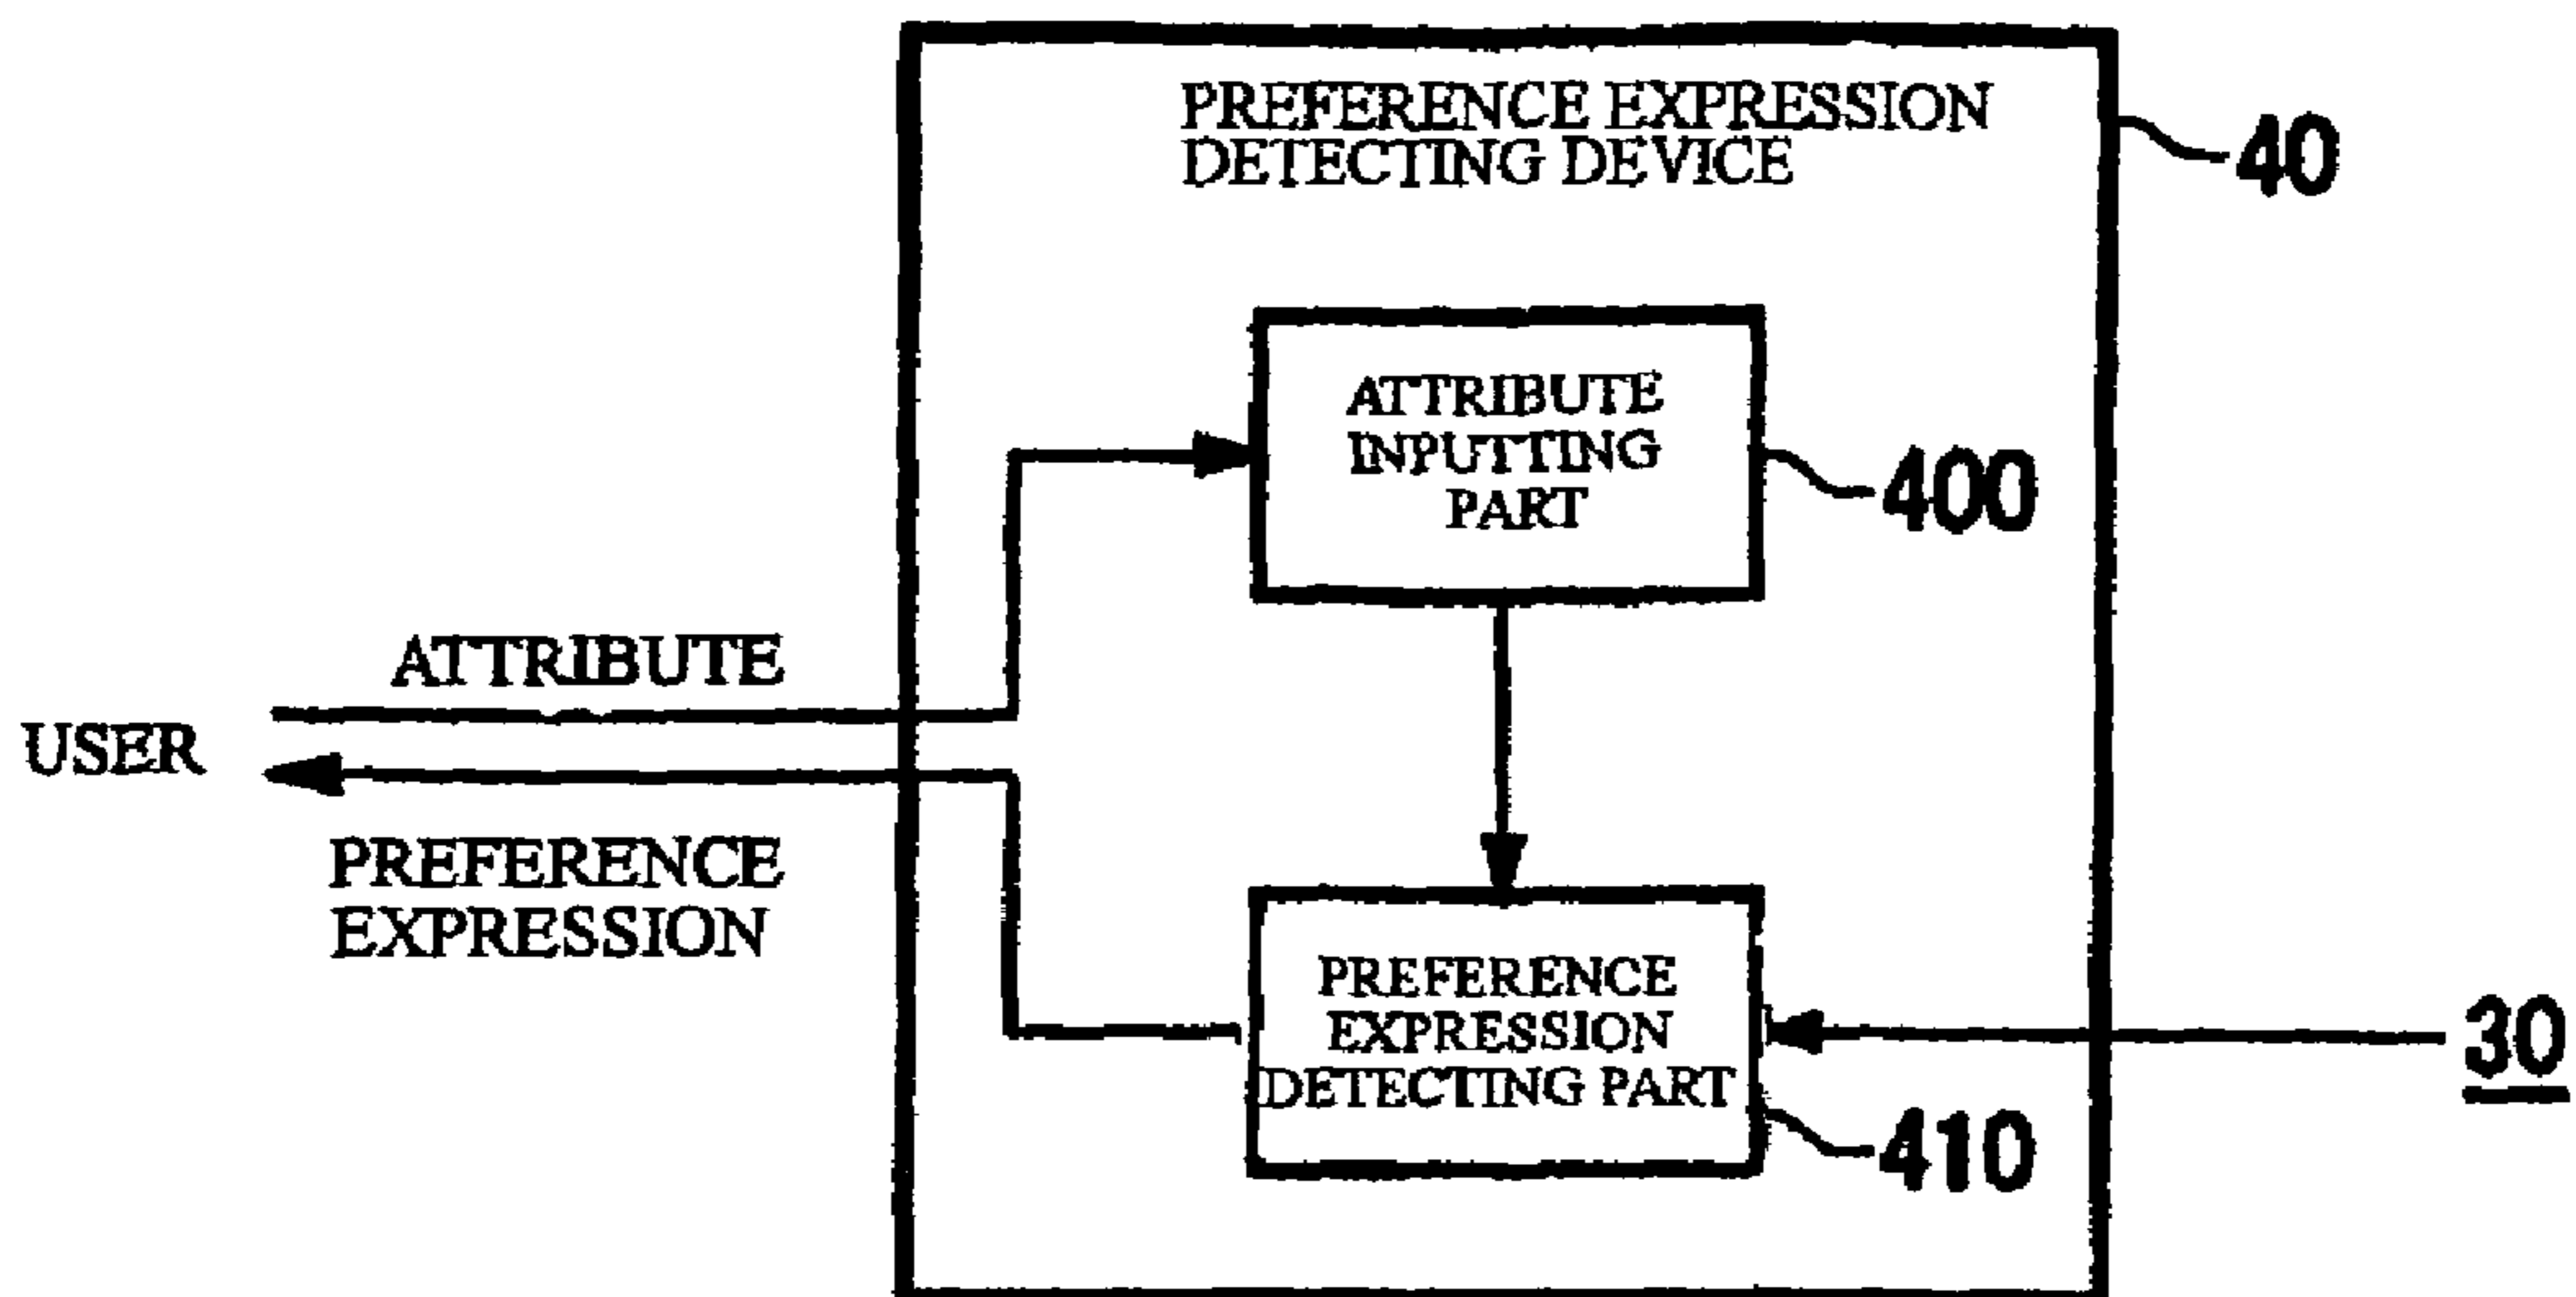 PREFERENCE EXPRESSION
DETECTING DEVICE
40
ATTRIBUTE
INPUTTING
PART
400
ATTRIBUTE
USER
PREFERENCE
EXPRESSION
PREFERENCE
EXPRESSION
DETECTING PART
410
30